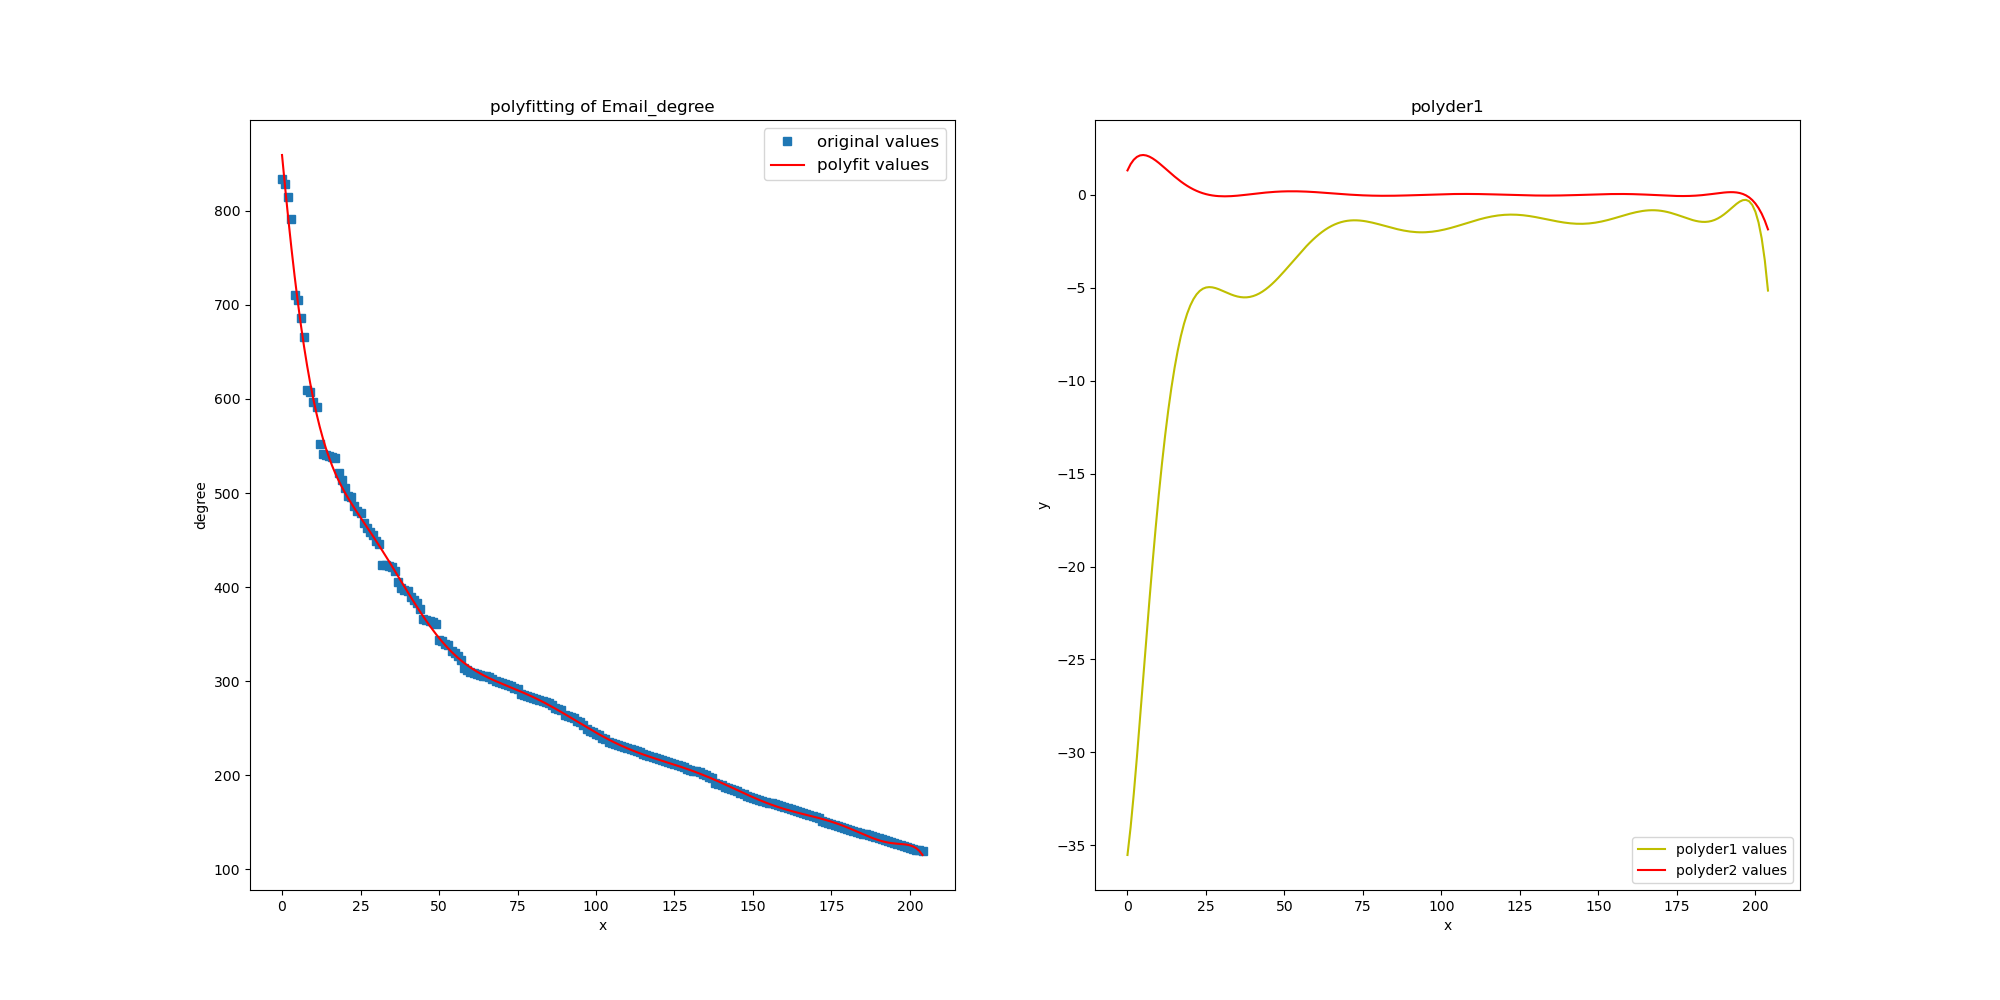 polyfitting of Email_degree
original values
polyfit values
800
700
600
500
400
300
200
100
degree
0 25 50 75 100 125 150 175 200
x
polyder1
0
−5
−10
−15
−20
−25
−30
−35
y
polyder1 values
polyder2 values
0 25 50 75 100 125 150 175 200
x